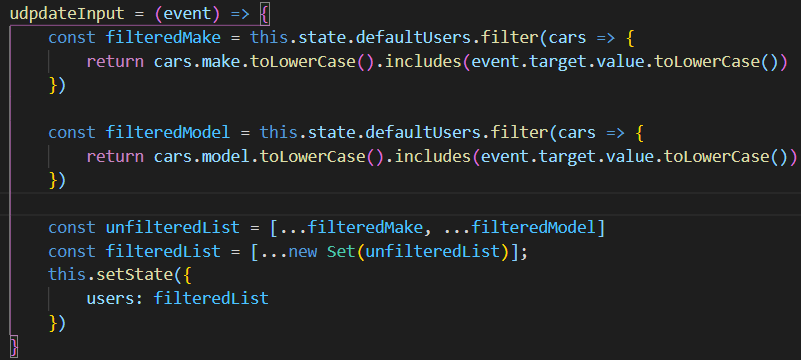 udpdateInput = (event) => {
    const filteredMake = this.state.defaultUsers.filter(cars => {
        return cars.make.toLowerCase().includes(event.target.value.toLowerCase())
    })
    const filteredModel = this.state.defaultUsers.filter(cars => {
        return cars.model.toLowerCase().includes(event.target.value.toLowerCase())
    })
    const unfilteredList = [...filteredMake, ...filteredModel]
    const filteredList = [...new Set(unfilteredList)];
    this.setState({
        users: filteredList
    })
}